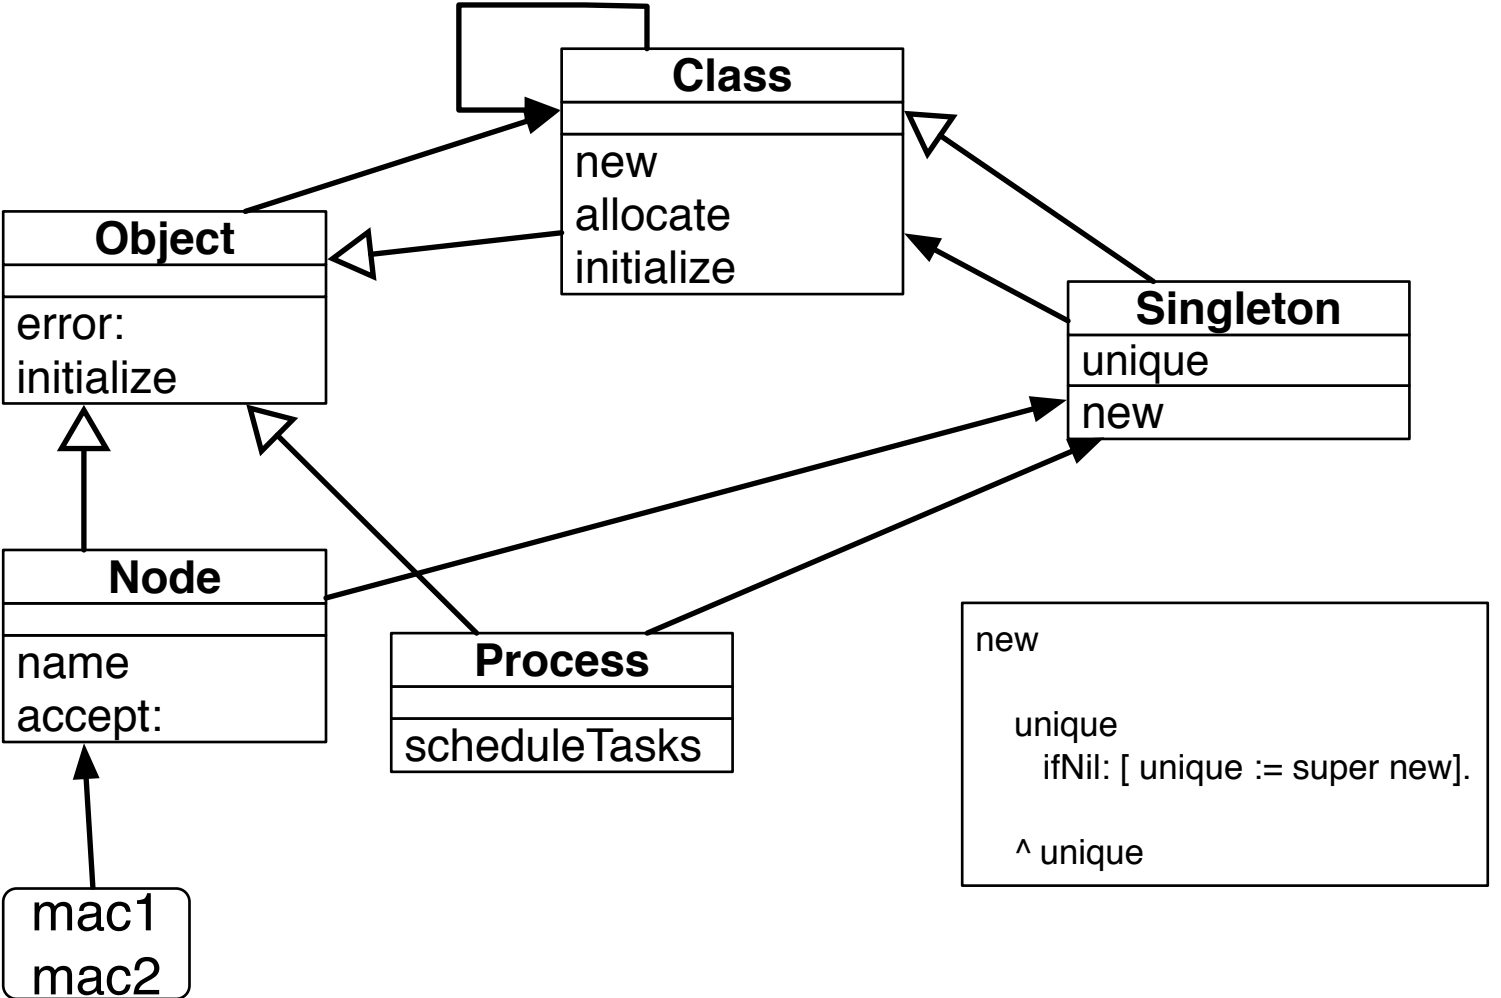 Class
new
allocate
initialize
Object
error:
initialize
Singleton
unique
new
Node
name
accept:
Process
scheduleTasks
new
unique
ifNil: [ unique := super new].
^ unique
mac1
mac2